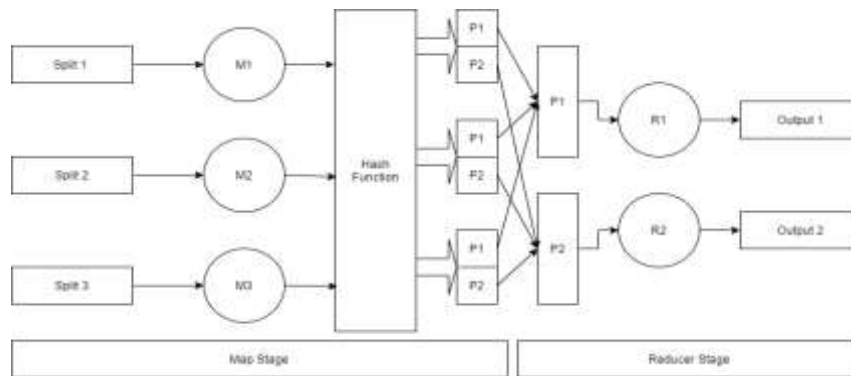 Split 1
M1
Split 2
M2
Split 3
M3
Hash
Function
P1
P2
P1
P2
P1
P2
P1
P2
R1
R2
Output 1
Output 2
Map Stage
Reducer Stage